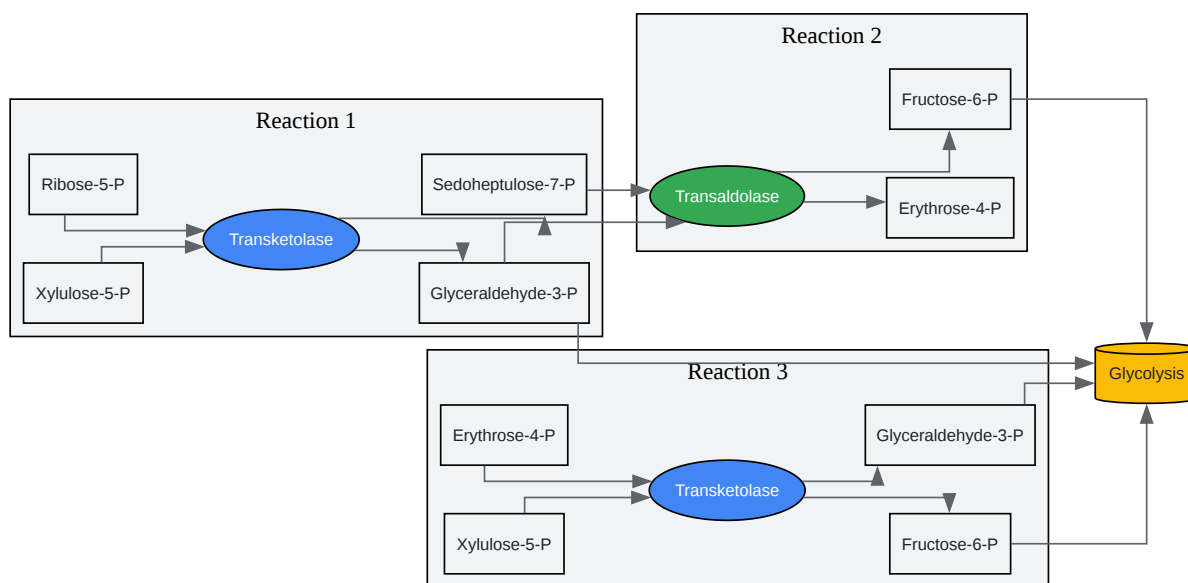 Reaction 1
Ribose-5-P
Xylulose-5-P
Transketolase
Sedoheptulose-7-P
Glyceraldehyde-3-P
Reaction 2
Transaldolase
Fructose-6-P
Erythrose-4-P
Reaction 3
Erythrose-4-P
Xylulose-5-P
Transketolase
Glyceraldehyde-3-P
Fructose-6-P
Glycolysis